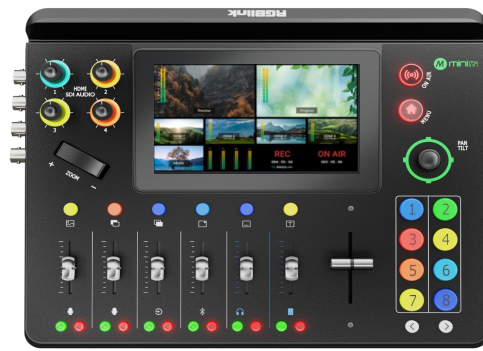 RGBlink
mini
ON AIR
MENU
HDMI
SDI AUDIO
1
2
3
4
+ ZOOM −
Preview
Program
REC
ON AIR
PAN
TILT
T
1
2
3
4
5
6
7
8